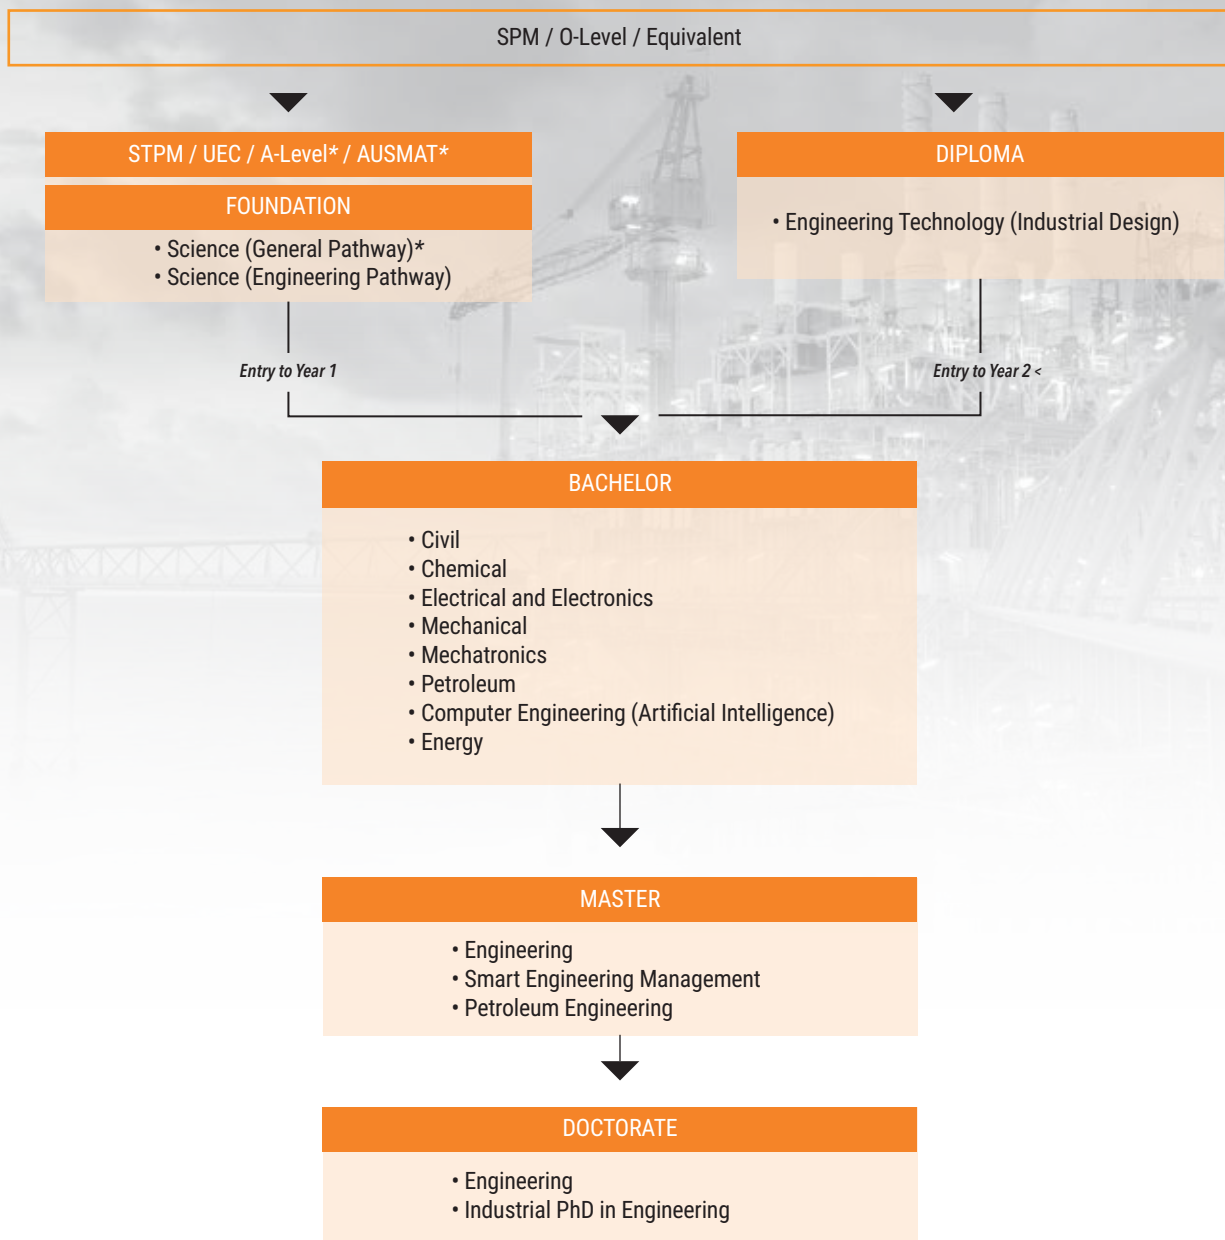 SPM / O-Level / Equivalent
STPM / UEC / A-Level* / AUSMAT*
FOUNDATION
• Science (General Pathway)*
• Science (Engineering Pathway)
DIPLOMA
• Engineering Technology (Industrial Design)
Entry to Year 1
Entry to Year 2 <
BACHELOR
• Civil
• Chemical
• Electrical and Electronics
• Mechanical
• Mechatronics
• Petroleum
• Computer Engineering (Artificial Intelligence)
• Energy
MASTER
• Engineering
• Smart Engineering Management
• Petroleum Engineering
DOCTORATE
• Engineering
• Industrial PhD in Engineering